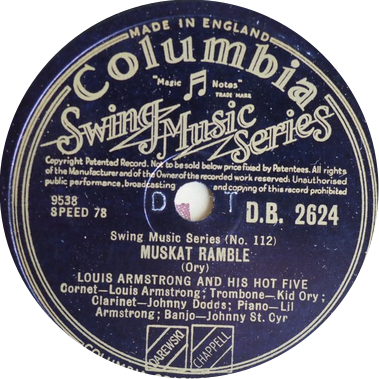 MADE IN ENGLAND
Columbia
"Magic Notes"
TRADE MARK
Swing Music Series
Copyright Patented Record. Not to be sold below price fixed by Patentees. All rights
of the Manufacturer and of the Owner of the recorded work reserved. Unauthorised
public performance, broadcasting and copying of this record prohibited
9538
SPEED 78
D T
D.B. 2624
Swing Music Series (No. 112)
MUSKAT RAMBLE
(Ory)
LOUIS ARMSTRONG AND HIS HOT FIVE
Cornet—Louis Armstrong; Trombone—Kid Ory;
Clarinet—Johnny Dodds; Piano—Lil
Armstrong; Banjo—Johnny St. Cyr
DAREWSKI
CHAPPELL